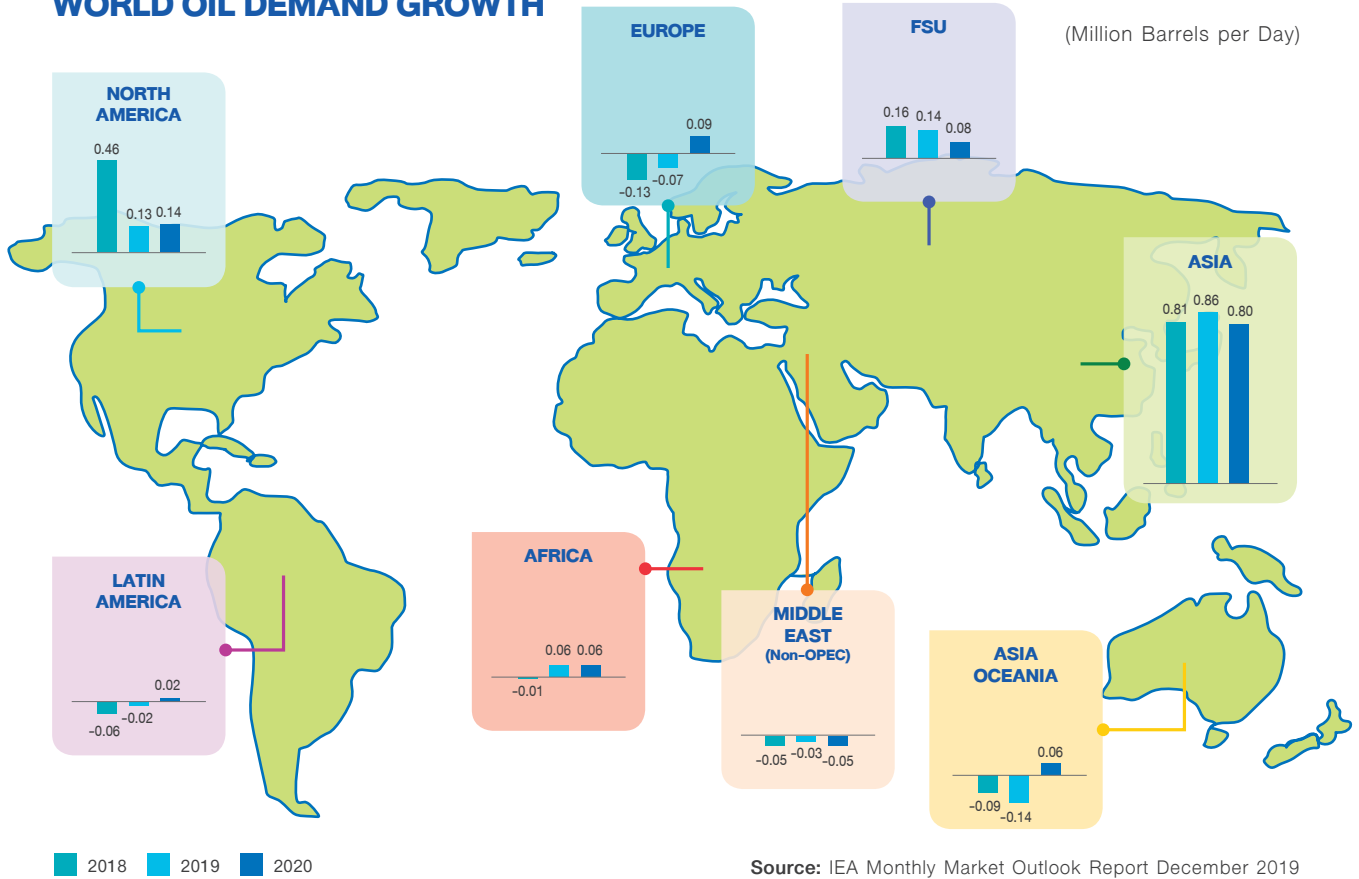 WORLD OIL DEMAND GROWTH
(Million Barrels per Day)
NORTH
AMERICA
0.46
0.13 0.14
EUROPE
0.09
-0.13
-0.07
FSU
0.16
0.14
0.08
ASIA
0.81
0.86
0.80
LATIN
AMERICA
0.02
-0.06
-0.02
AFRICA
0.06 0.06
-0.01
MIDDLE
EAST
(Non-OPEC)
-0.05 -0.03 -0.05
ASIA
OCEANIA
0.06
-0.09
-0.14
2018 2019 2020
Source: IEA Monthly Market Outlook Report December 2019